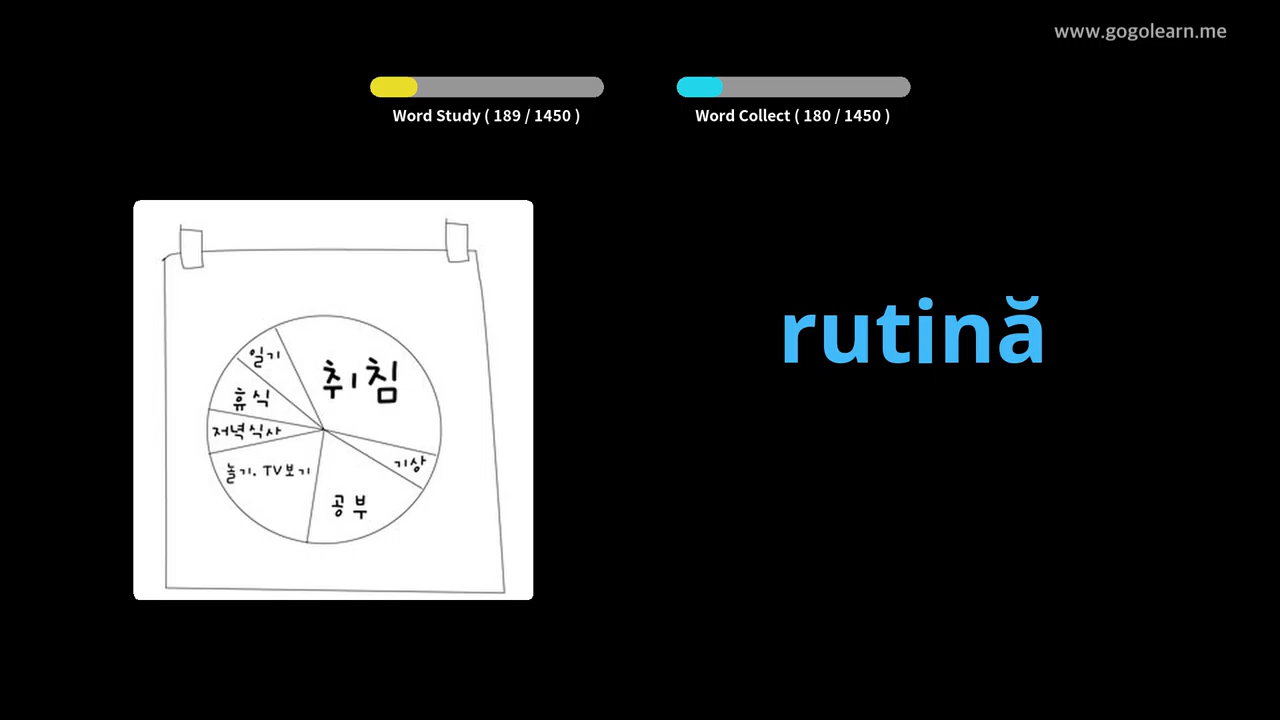 www.gogolearn.me
Word Study ( 189 / 1450 )
Word Collect ( 180 / 1450 )
rutină
일기
취침
휴식
저녁식사
기상
놀기. TV보기
공부